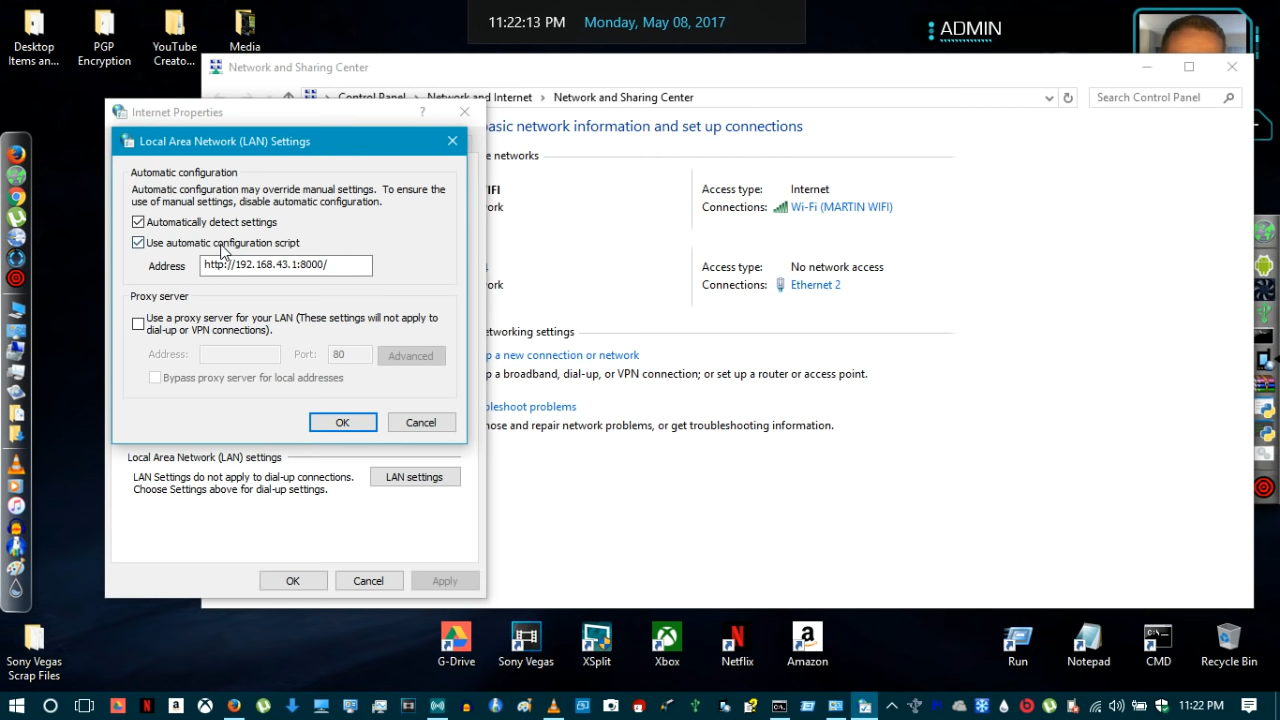 11:22:13 PM Monday, May 08, 2017
ADMIN
Desktop Items an...
PGP Encryption
YouTube Creato...
Media
Network and Sharing Center
Control Panel > Network and Internet > Network and Sharing Center
Search Control Panel
Internet Properties
?
basic network information and set up connections
Local Area Network (LAN) Settings
e networks
Automatic configuration
Automatic configuration may override manual settings. To ensure the
use of manual settings, disable automatic configuration.
Automatically detect settings
Use automatic configuration script
Address http://192.168.43.1:8000/
IFI
ork
Access type: Internet
Connections: Wi-Fi (MARTIN WIFI)
ork
Access type: No network access
Connections: Ethernet 2
Proxy server
Use a proxy server for your LAN (These settings will not apply to
dial-up or VPN connections).
Address: Port: 80 Advanced
Bypass proxy server for local addresses
OK Cancel
etworking settings
p a new connection or network
p a broadband, dial-up, or VPN connection; or set up a router or access point.
bleshoot problems
nose and repair network problems, or get troubleshooting information.
Local Area Network (LAN) settings
LAN Settings do not apply to dial-up connections.
Choose Settings above for dial-up settings.
LAN settings
OK Cancel Apply
Sony Vegas Scrap Files
G-Drive
Sony Vegas
XSplit
Xbox
Netflix
Amazon
Run
Notepad
CMD
Recycle Bin
11:22 PM